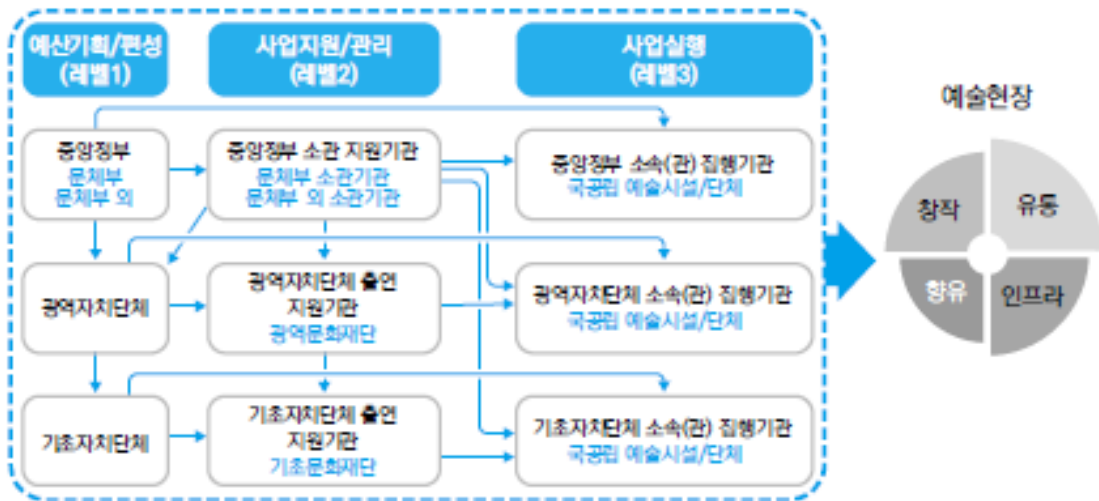 예산기획/편성
(레벨1)
사업지원/관리
(레벨2)
사업실행
(레벨3)
예술현장
중앙정부
문체부
문체부 외
중앙정부 소관 지원기관
문체부 소관기관
문체부 외 소관기관
중앙정부 소속(관) 집행기관
국공립 예술시설/단체
창작
유통
향유
인프라
광역자치단체
광역자치단체 출연
지원기관
광역문화재단
광역자치단체 소속(관) 집행기관
국공립 예술시설/단체
기초자치단체
기초자치단체 출연
지원기관
기초문화재단
기초자치단체 소속(관) 집행기관
국공립 예술시설/단체